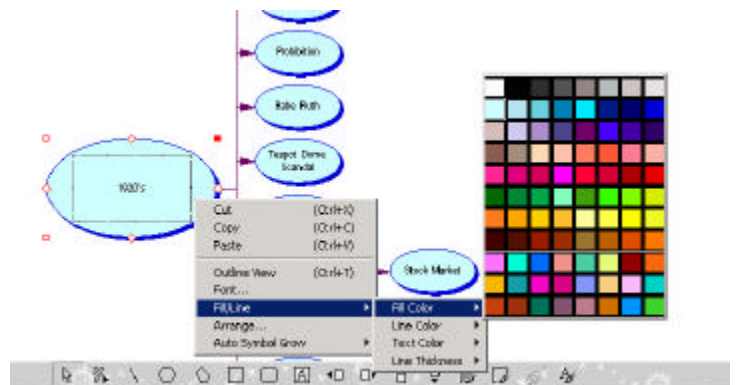 Prohibition
Babe Ruth
Teapot Dome
Scandal
1920's
Cut (Ctrl+X)
Copy (Ctrl+C)
Paste (Ctrl+V)
Outline View (Ctrl+T)
Font...
Fill/Line
Arrange...
Auto Symbol Grow
Stock Market
Fill Color
Line Color
Text Color
Line Thickness
A